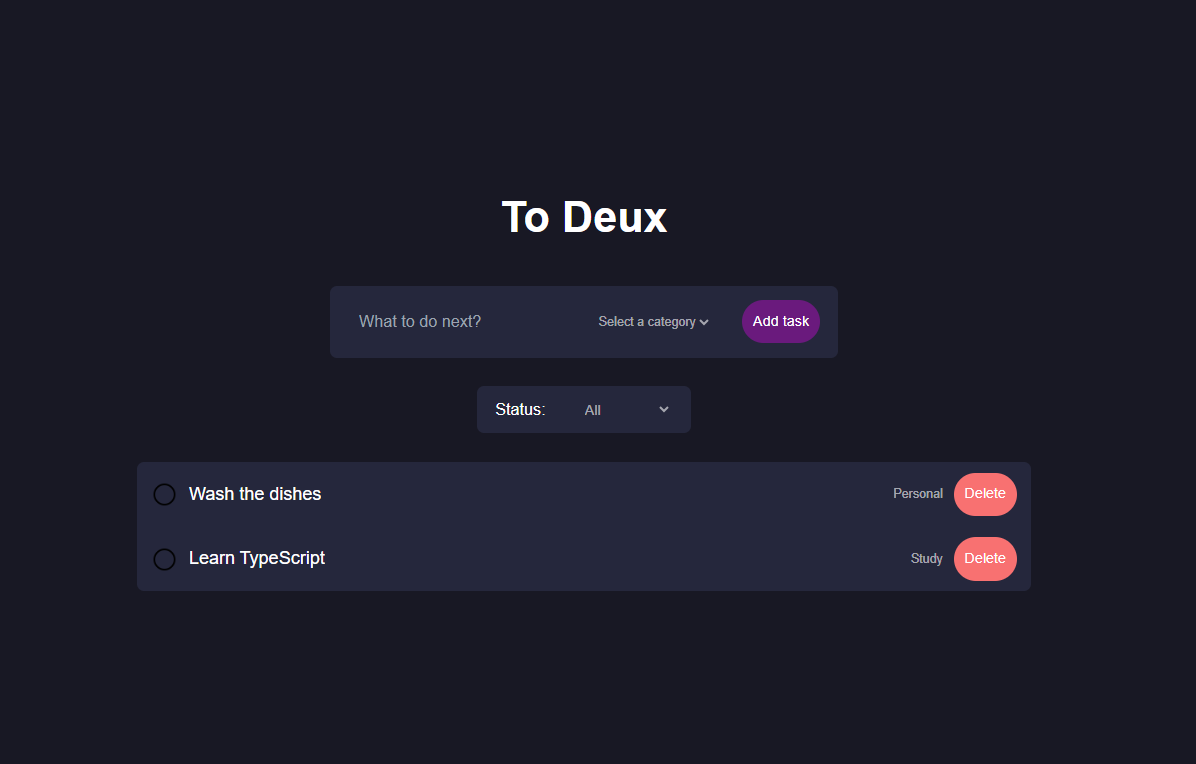 To Deux
What to do next? Select a category Add task
Status: All
Wash the dishes Personal Delete
Learn TypeScript Study Delete